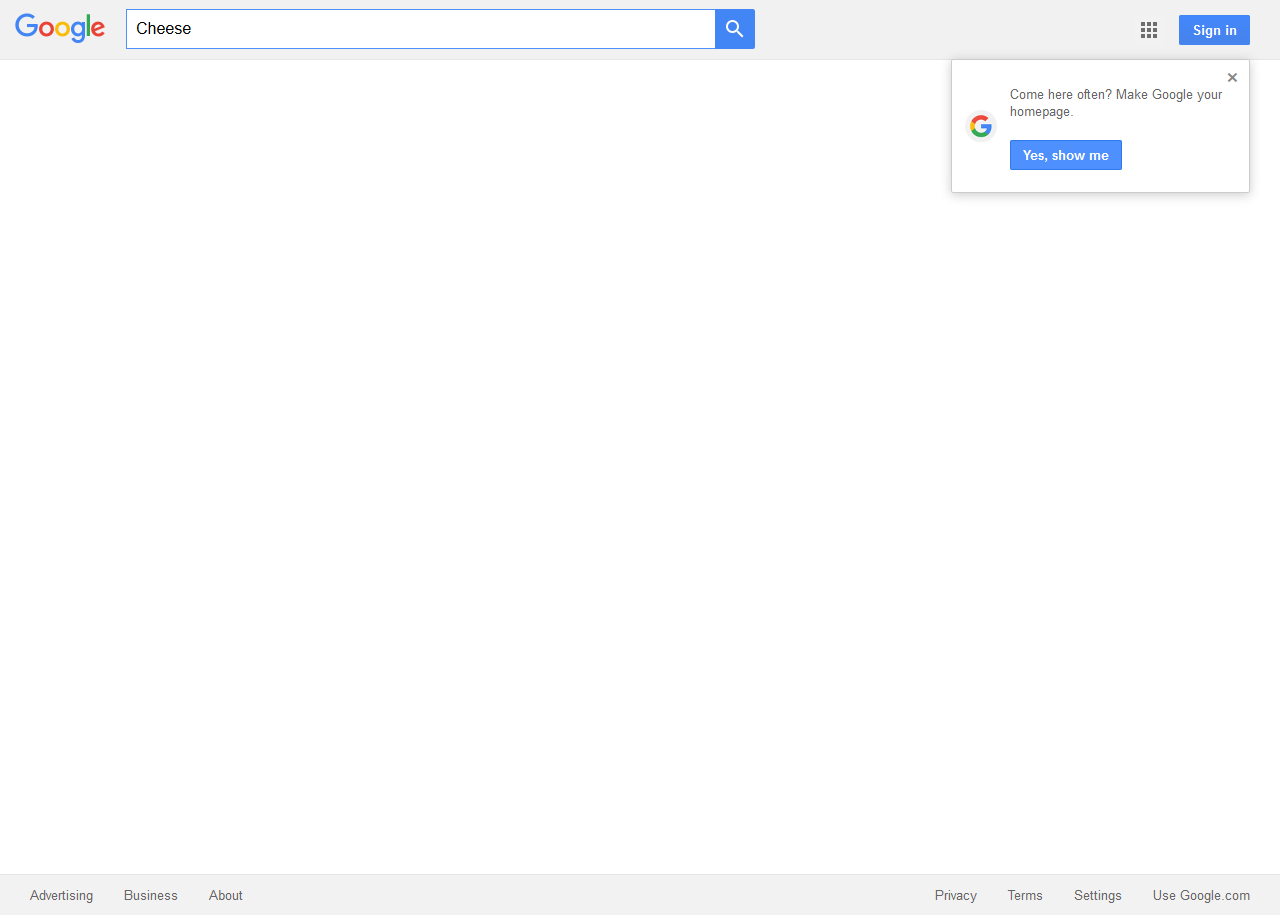 Google
Cheese
Sign in
Come here often? Make Google your
homepage.
Yes, show me
Advertising
Business
About
Privacy
Terms
Settings
Use Google.com